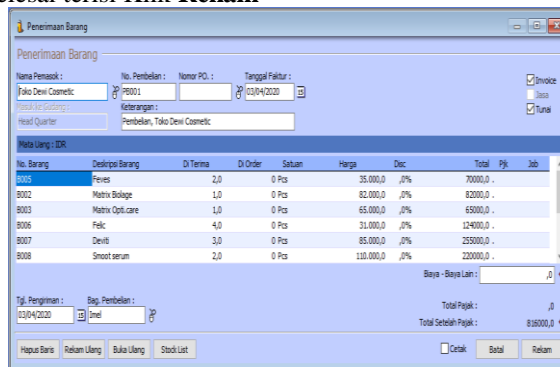 Klik Rekam
Penerimaan Barang
Penerimaan Barang
Nama Pemasok : No. Pembelian : Nomor PO. : Tanggal Faktur :
Toko Dewi Cosmetic PB001 03/04/2020 15 Invoice
Masuk ke Gudang : Keterangan : Jasa
Head Quarter Pembelian, Toko Dewi Cosmetic Tunai
Mata Uang : IDR
No. Barang Deskripsi Barang Di Terima Di Order Satuan Harga Disc Total Pjk Job
B005 Feves 2,0 0 Pcs 35.000,0 ,0% 70000,0 .
B002 Matrix Biolage 1,0 0 Pcs 82.000,0 ,0% 82000,0 .
B003 Matrix Opti.care 1,0 0 Pcs 65.000,0 ,0% 65000,0 .
B006 Felic 4,0 0 Pcs 31.000,0 ,0% 124000,0 .
B007 Deviti 3,0 0 Pcs 85.000,0 ,0% 255000,0 .
B008 Smoot serum 2,0 0 Pcs 110.000,0 ,0% 220000,0 .
Biaya - Biaya Lain : ,0
Tgl. Pengiriman : Bag. Pembelian : Total Pajak : ,0
03/04/2020 15 Imel Total Setelah Pajak : 816000,0
Hapus Baris Rekam Ulang Buka Ulang Stock List Cetak Batal Rekam